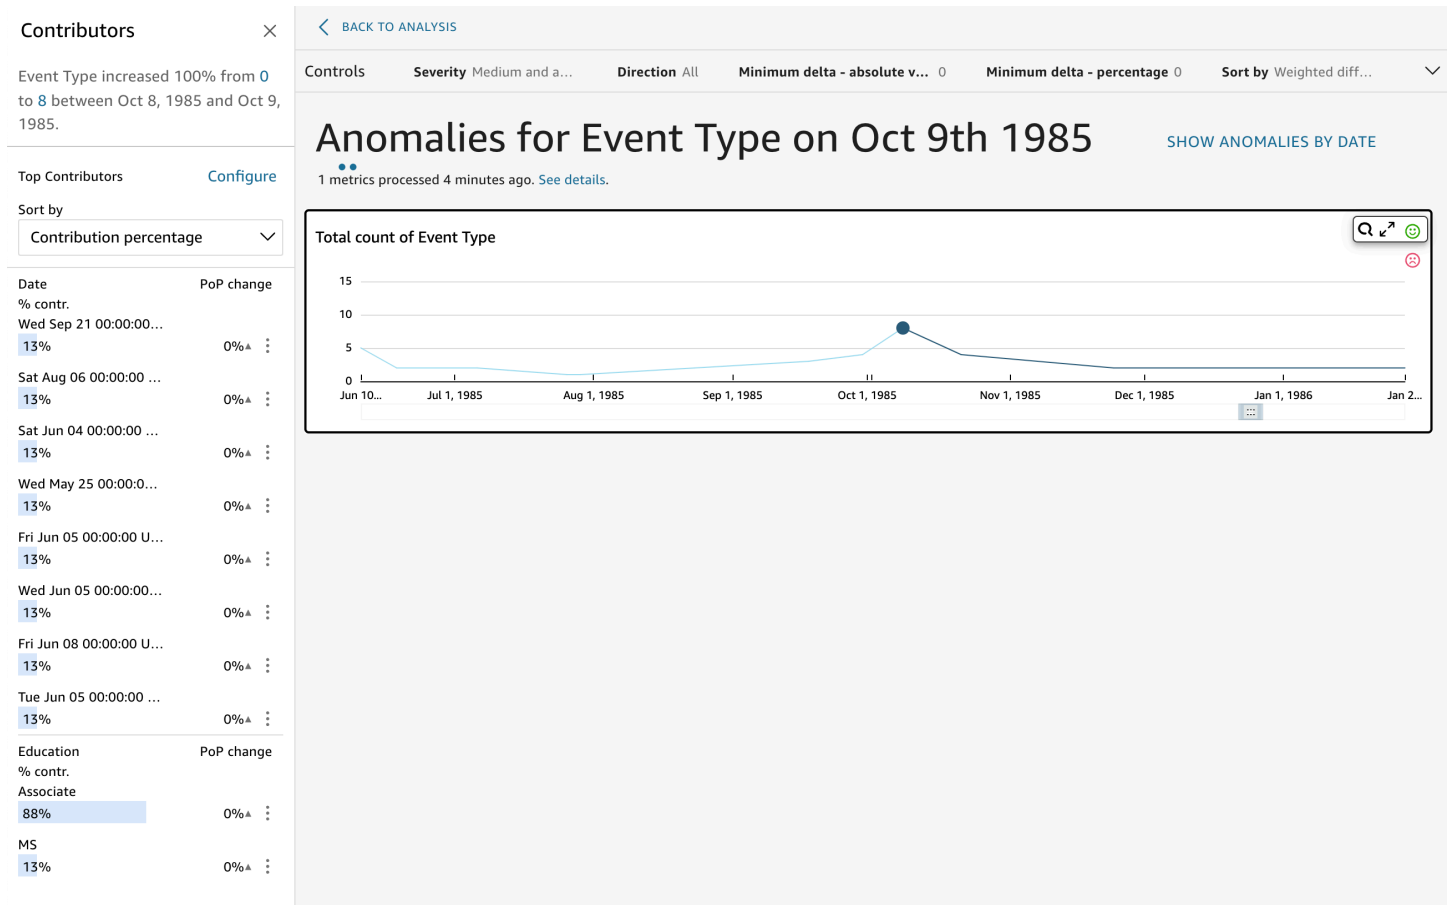 Contributors
Event Type increased 100% from 0
to 8 between Oct 8, 1985 and Oct 9,
1985.
Top Contributors
Configure
Sort by
Contribution percentage
Date
PoP change
% contr.
Wed Sep 21 00:00:00...
13%
0%
Sat Aug 06 00:00:00 ...
13%
0%
Sat Jun 04 00:00:00 ...
13%
0%
Wed May 25 00:00:0...
13%
0%
Fri Jun 05 00:00:00 U...
13%
0%
Wed Jun 05 00:00:00...
13%
0%
Fri Jun 08 00:00:00 U...
13%
0%
Tue Jun 05 00:00:00 ...
13%
0%
Education
PoP change
% contr.
Associate
88%
0%
MS
13%
0%
BACK TO ANALYSIS
Controls
Severity Medium and a...
Direction All
Minimum delta - absolute v... 0
Minimum delta - percentage 0
Sort by Weighted diff...
Anomalies for Event Type on Oct 9th 1985
SHOW ANOMALIES BY DATE
1 metrics processed 4 minutes ago. See details.
Total count of Event Type
15
10
5
0
Jun 10...
Jul 1, 1985
Aug 1, 1985
Sep 1, 1985
Oct 1, 1985
Nov 1, 1985
Dec 1, 1985
Jan 1, 1986
Jan 2...